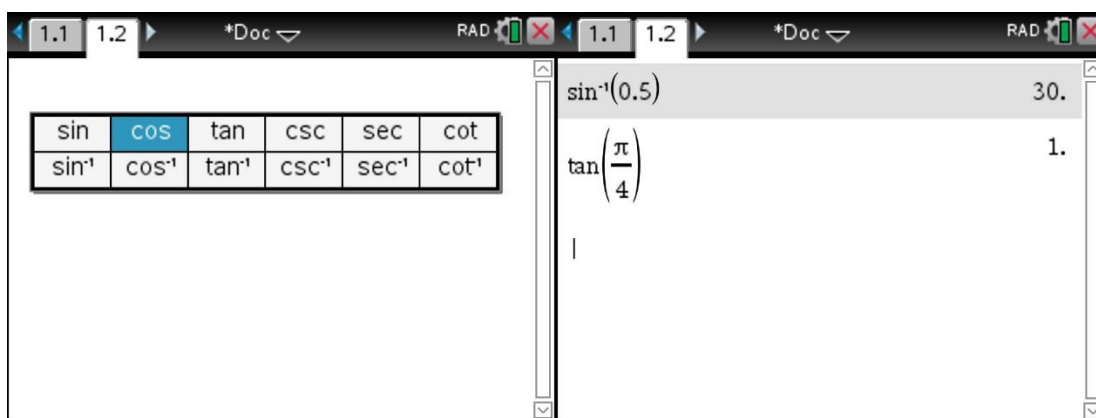 1.1 1.2 *Doc RAD
sin cos tan csc sec cot
sin⁻¹ cos⁻¹ tan⁻¹ csc⁻¹ sec⁻¹ cot⁻¹
1.1 1.2 *Doc RAD
sin⁻¹(0.5) 30.
tan(π/4) 1.